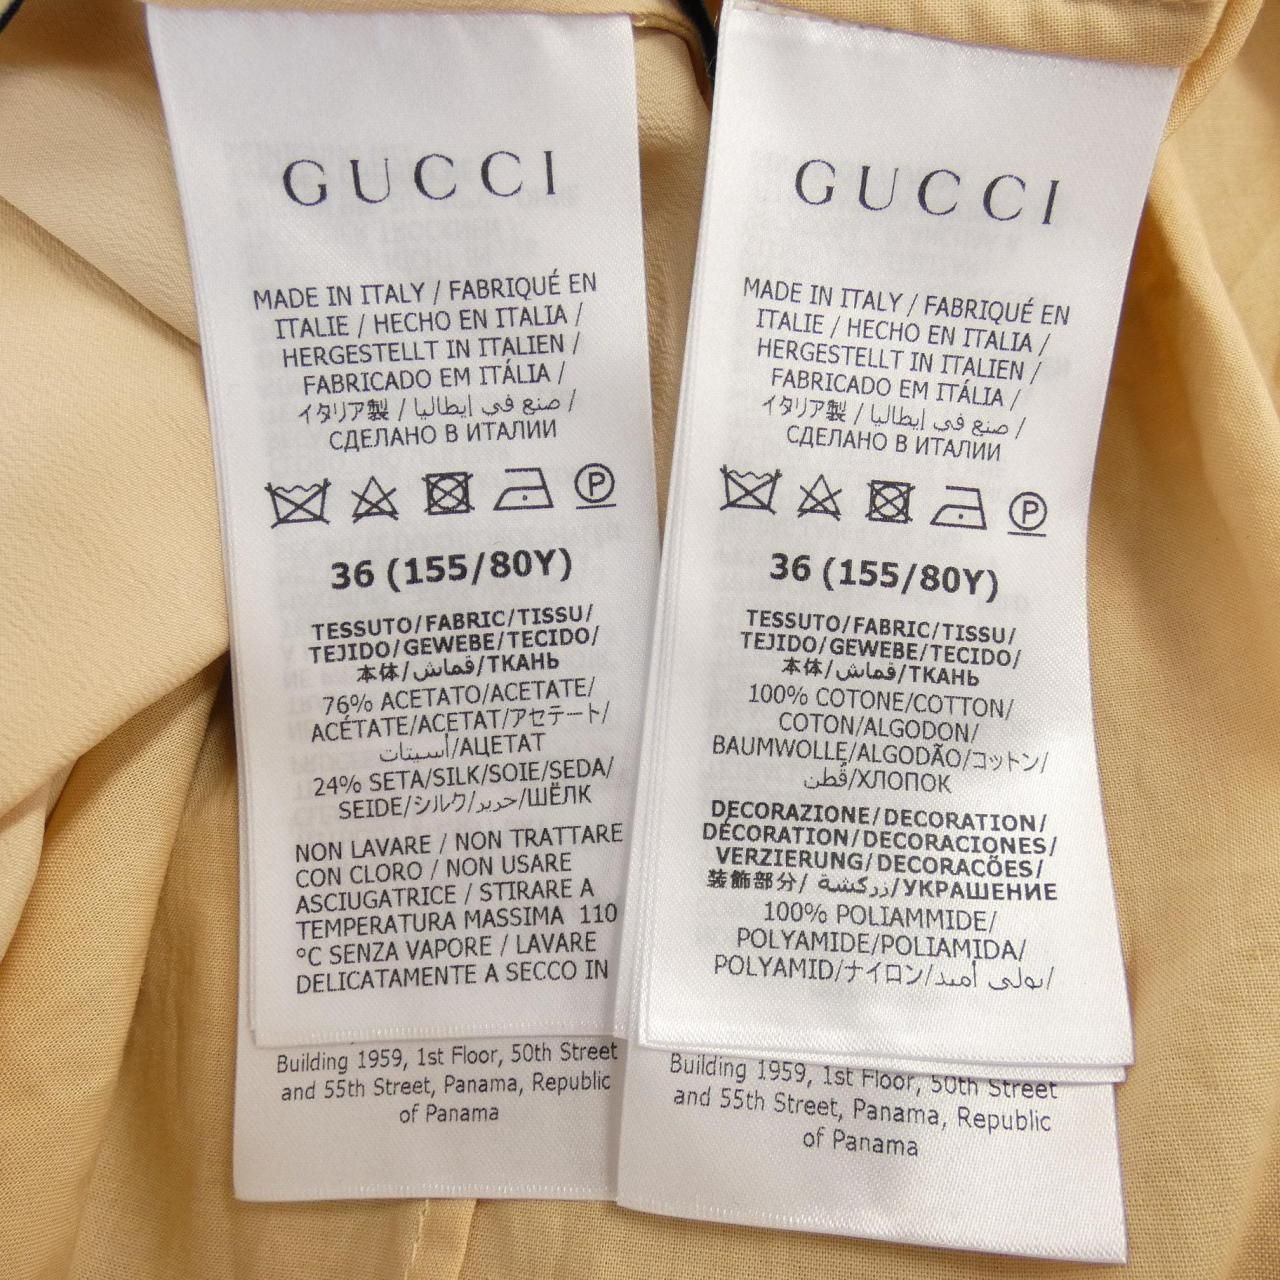 GUCCI
MADE IN ITALY / FABRIQUÉ EN
ITALIE / HECHO EN ITALIA /
HERGESTELLT IN ITALIEN /
FABRICADO EM ITÁLIA /
イタリア製 / صنع في إيطاليا /
СДЕЛАНО В ИТАЛИИ
P
36 (155/80Y)
TESSUTO/FABRIC/TISSU/
TEJIDO/GEWEBE/TECIDO/
本体/قماش/ТКАНЬ
76% ACETATO/ACETATE/
ACÉTATE/ACETAT/アセテート/
أسيتات/АЦЕТАТ
24% SETA/SILK/SOIE/SEDA/
SEIDE/シルク/حرير/ШЁЛК
NON LAVARE / NON TRATTARE
CON CLORO / NON USARE
ASCIUGATRICE / STIRARE A
TEMPERATURA MASSIMA 110
°C SENZA VAPORE / LAVARE
DELICATAMENTE A SECCO IN
Building 1959, 1st Floor, 50th Street
and 55th Street, Panama, Republic
of Panama
GUCCI
MADE IN ITALY / FABRIQUÉ EN
ITALIE / HECHO EN ITALIA /
HERGESTELLT IN ITALIEN /
FABRICADO EM ITÁLIA /
イタリア製 / صنع في إيطاليا /
СДЕЛАНО В ИТАЛИИ
P
36 (155/80Y)
TESSUTO/FABRIC/TISSU/
TEJIDO/GEWEBE/TECIDO/
本体/قماش/ТКАНЬ
100% COTONE/COTTON/
COTON/ALGODON/
BAUMWOLLE/ALGODÃO/コットン/
قُطن/ХЛОПОК
DECORAZIONE/DECORATION/
DÉCORATION/DECORACIONES/
VERZIERUNG/DECORAÇÕES/
装飾部分/زركشة/УКРАШЕНИЕ
100% POLIAMMIDE/
POLYAMIDE/POLIAMIDA/
POLYAMID/ナイロン/بولي أميد/
Building 1959, 1st Floor, 50th Street
and 55th Street, Panama, Republic
of Panama